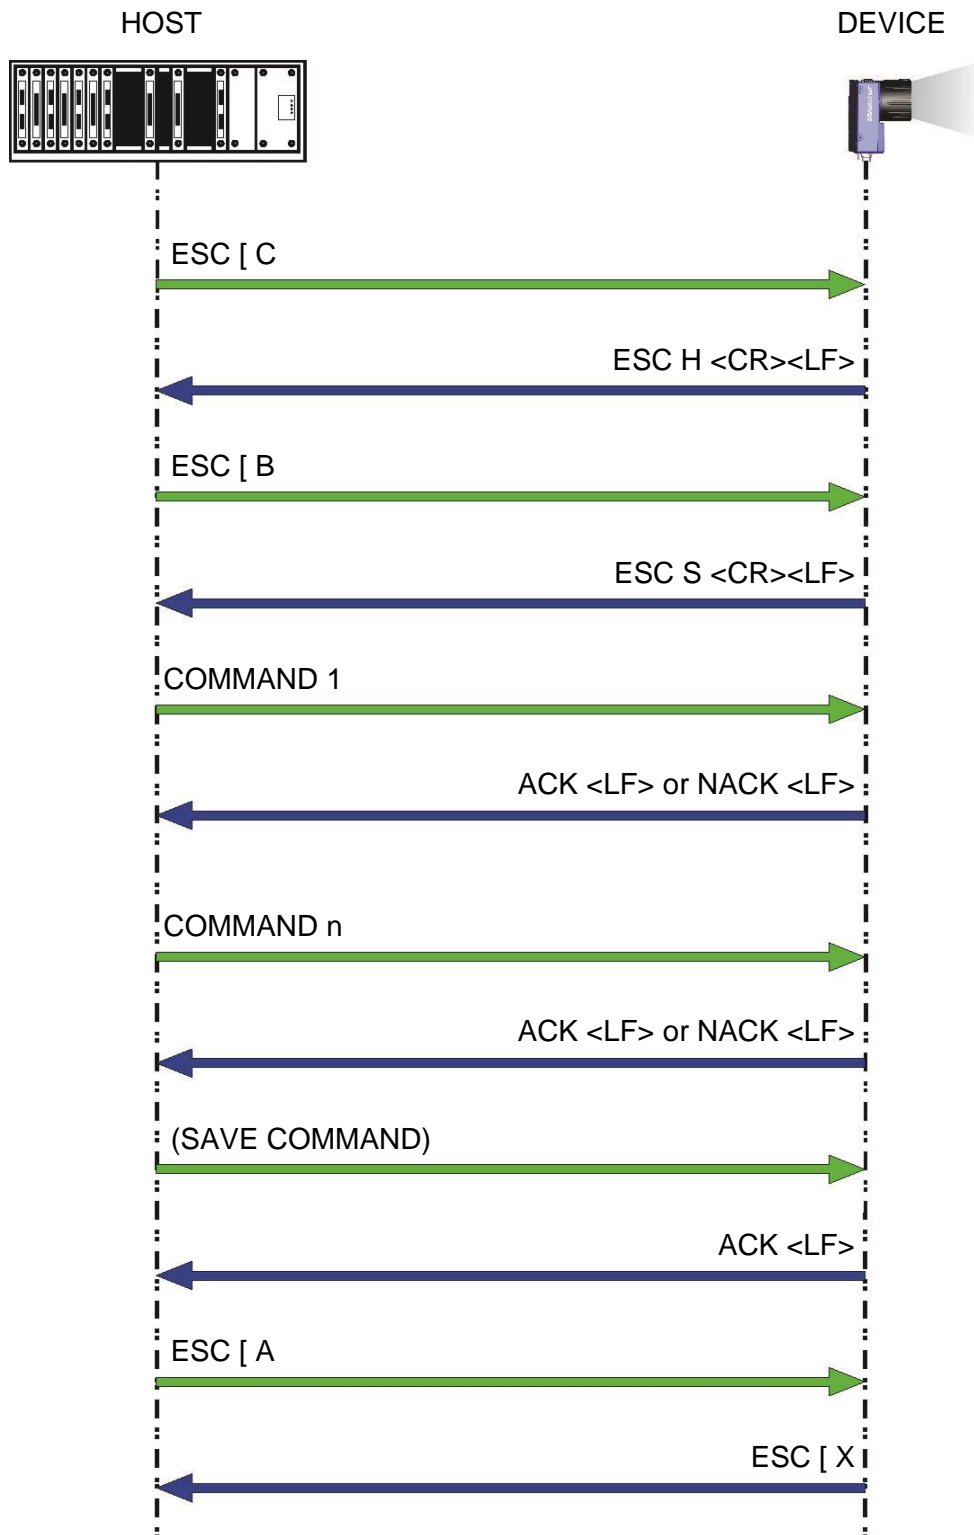 HOST
DEVICE
ESC [ C
ESC H <CR><LF>
ESC [ B
ESC S <CR><LF>
COMMAND 1
ACK <LF> or NACK <LF>
COMMAND n
ACK <LF> or NACK <LF>
(SAVE COMMAND)
ACK <LF>
ESC [ A
ESC [ X